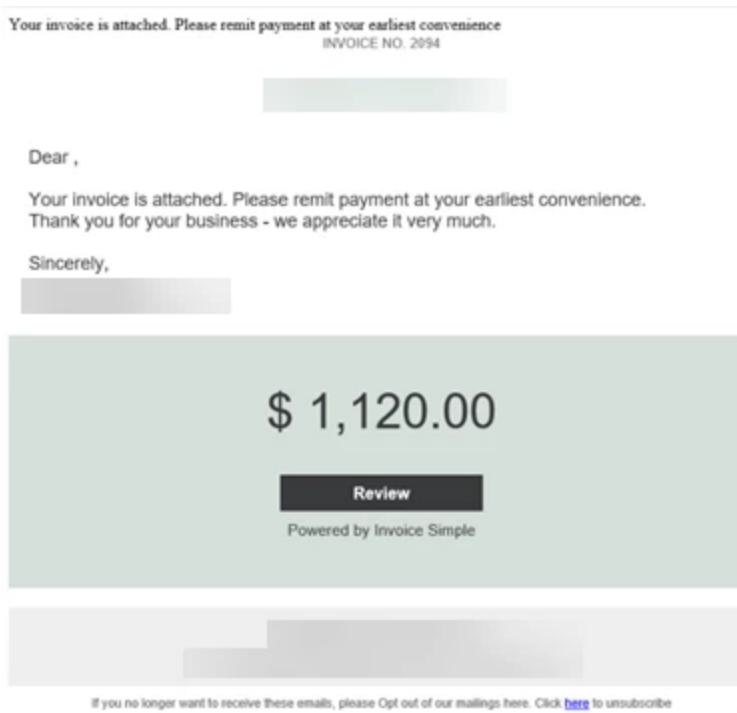 Your invoice is attached. Please remit payment at your earliest convenience
INVOICE NO. 2094
Dear ,
Your invoice is attached. Please remit payment at your earliest convenience.
Thank you for your business - we appreciate it very much.
Sincerely,
$ 1,120.00
Review
Powered by Invoice Simple
If you no longer want to receive these emails, please Opt out of our mailings here. Click here to unsubscribe